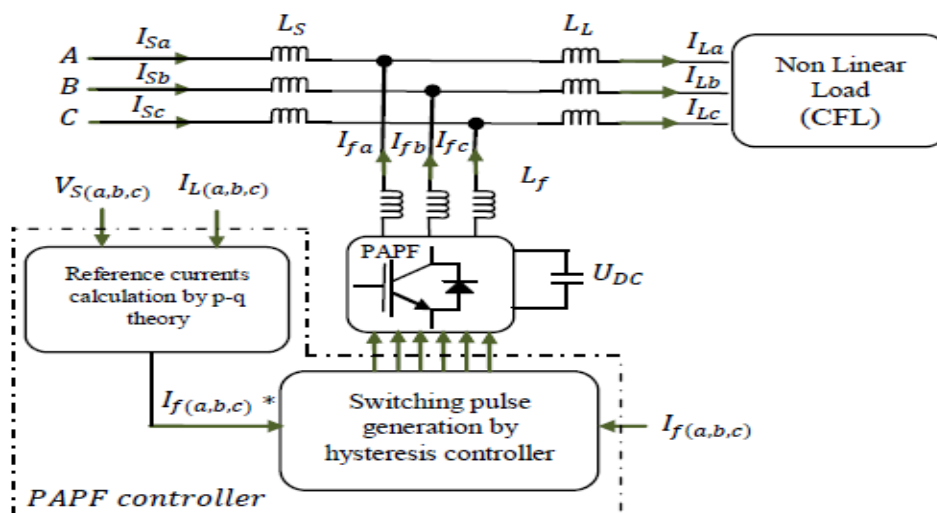 L_S
L_L
A
I_Sa
I_La
B
I_Sb
I_Lb
C
I_Sc
I_Lc
Non Linear
Load
(CFL)
I_fa
I_fb
I_fc
L_f
V_S(a,b,c)
I_L(a,b,c)
PAPF
U_DC
Reference currents
calculation by p-q
theory
I_f(a,b,c) *
Switching pulse
generation by
hysteresis controller
I_f(a,b,c)
PAPF controller